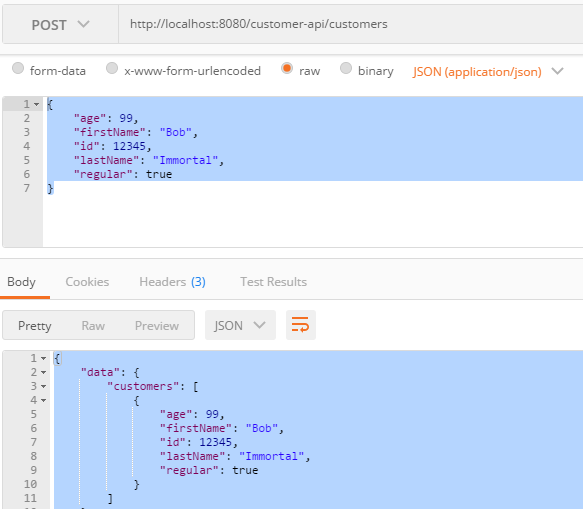 POST http://localhost:8080/customer-api/customers
form-data x-www-form-urlencoded raw binary JSON (application/json)
1 {
2 "age": 99,
3 "firstName": "Bob",
4 "id": 12345,
5 "lastName": "Immortal",
6 "regular": true
7 }
Body Cookies Headers (3) Test Results
Pretty Raw Preview JSON
1 {
2 "data": {
3 "customers": [
4 {
5 "age": 99,
6 "firstName": "Bob",
7 "id": 12345,
8 "lastName": "Immortal",
9 "regular": true
10 }
11 ]